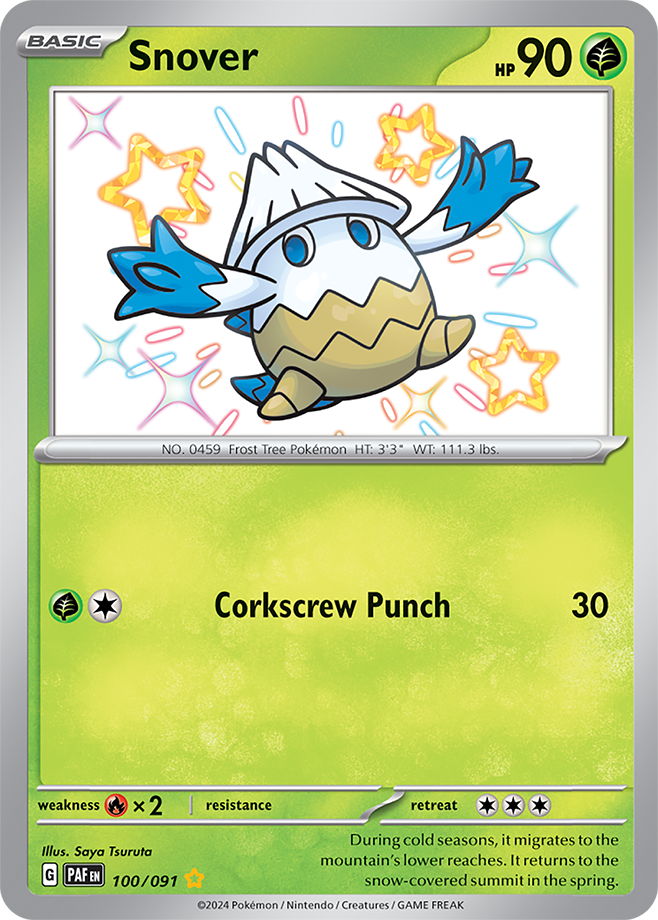 BASIC
Snover
HP 90
NO. 0459 Frost Tree Pokémon HT: 3'3" WT: 111.3 lbs.
Corkscrew Punch 30
weakness ×2 resistance retreat
Illus. Saya Tsuruta
During cold seasons, it migrates to the
mountain's lower reaches. It returns to the
snow-covered summit in the spring.
G PAF EN 100/091
©2024 Pokémon / Nintendo / Creatures / GAME FREAK